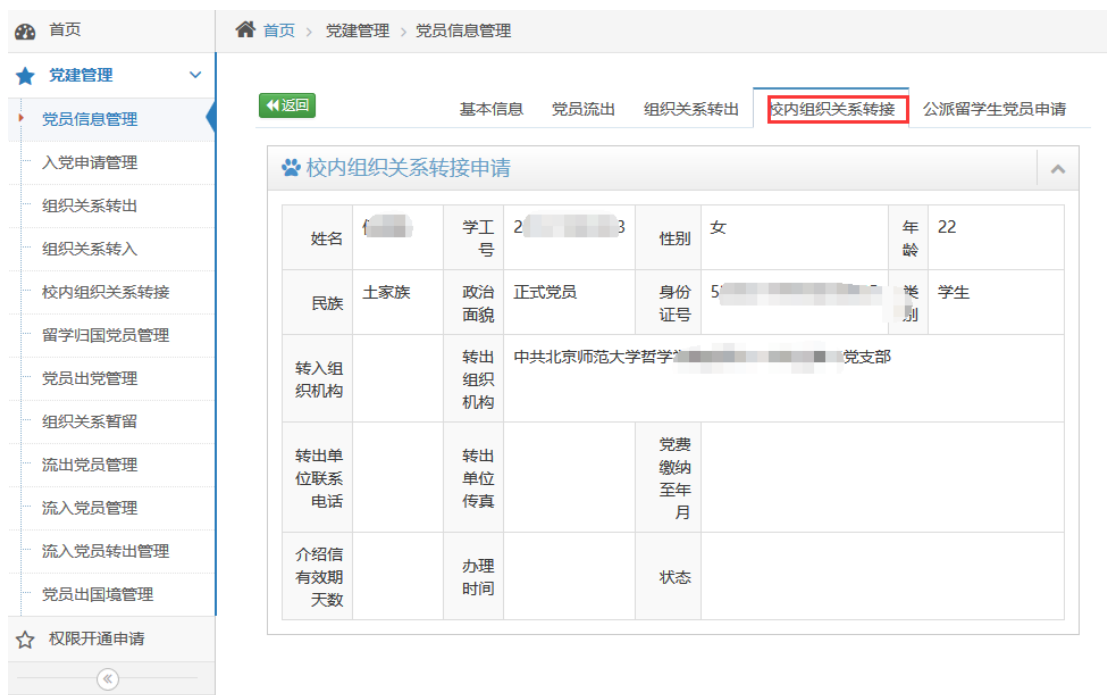 首页
党建管理
党员信息管理
入党申请管理
组织关系转出
组织关系转入
校内组织关系转接
留学归国党员管理
党员出党管理
组织关系暂留
流出党员管理
流入党员管理
流入党员转出管理
党员出国境管理
权限开通申请
首页 > 党建管理 > 党员信息管理
返回 基本信息 党员流出 组织关系转出 校内组织关系转接 公派留学生党员申请
校内组织关系转接申请
姓名 学工 2 3 性别 女 年 22
号 龄
民族 土家族 政治 正式党员 身份 5 类 学生
面貌 证号 别
转入组 转出 中共北京师范大学哲学 党支部
织机构 组织
机构
转出单 转出 党费
位联系 单位 缴纳
电话 传真 至年
月
介绍信 办理 状态
有效期 时间
天数